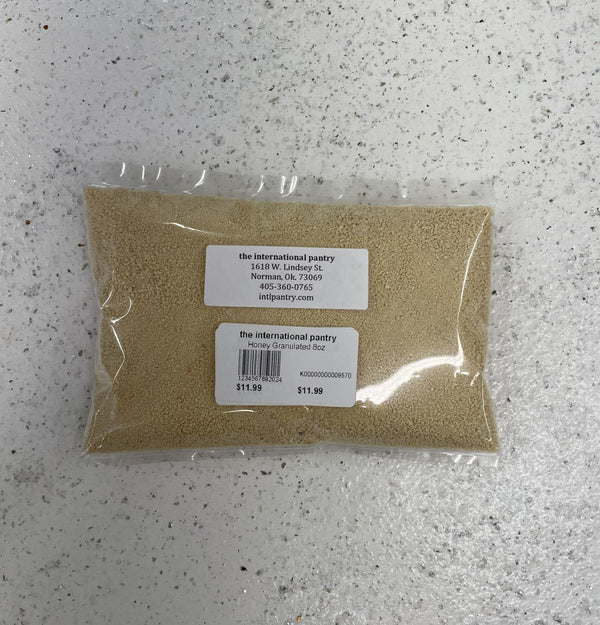 the international pantry
1618 W. Lindsey St.
Norman, Ok. 73069
405-360-0765
intlpantry.com
the international pantry
Honey Granulated 8oz
1234567892024
K00000000009570
$11.99 $11.99